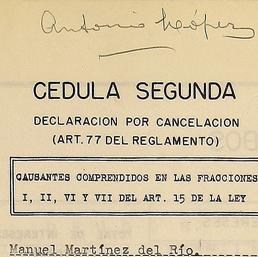 Antonio López
CEDULA SEGUNDA
DECLARACION POR CANCELACION
(ART. 77 DEL REGLAMENTO)
CAUSANTES COMPRENDIDOS EN LAS FRACCIONES
I, II, VI Y VII DEL ART. 15 DE LA LEY
Manuel Martínez del Río.